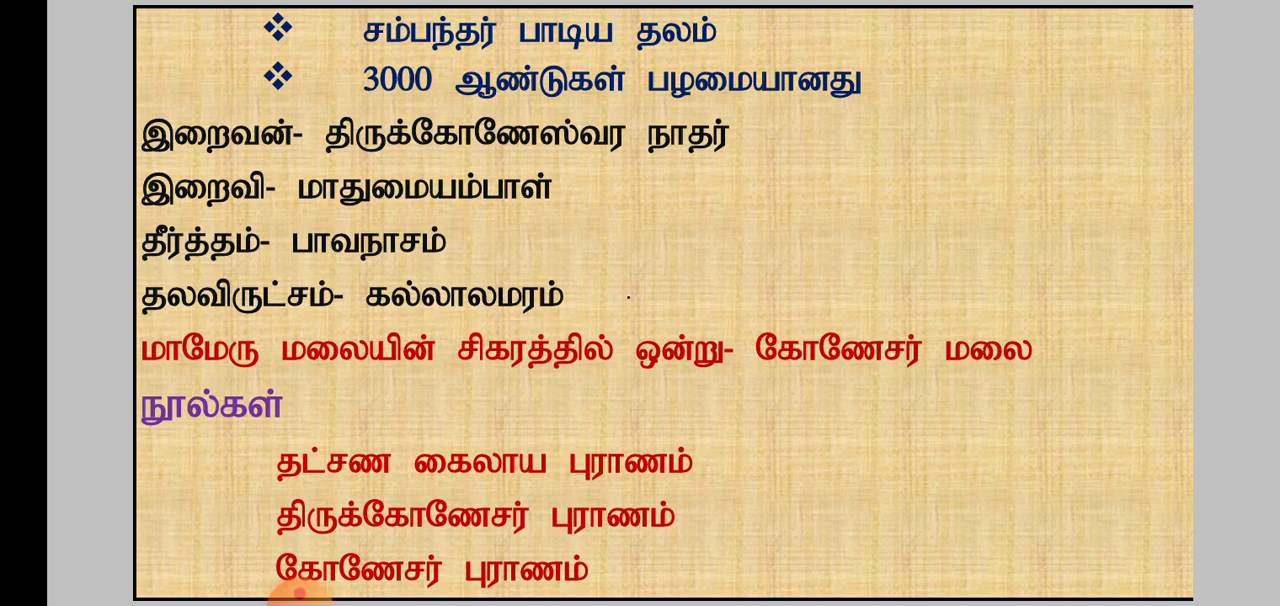 ❖ சம்பந்தர் பாடிய தலம்
❖ 3000 ஆண்டுகள் பழமையானது
இறைவன்- திருக்கோணேஸ்வர நாதர்
இறைவி- மாதுமையம்பாள்
தீர்த்தம்- பாவநாசம்
தலவிருட்சம்- கல்லாலமரம்
மாமேரு மலையின் சிகரத்தில் ஒன்று- கோணேசர் மலை
நூல்கள்
தட்சண கைலாய புராணம்
திருக்கோணேசர் புராணம்
கோணேசர் புராணம்